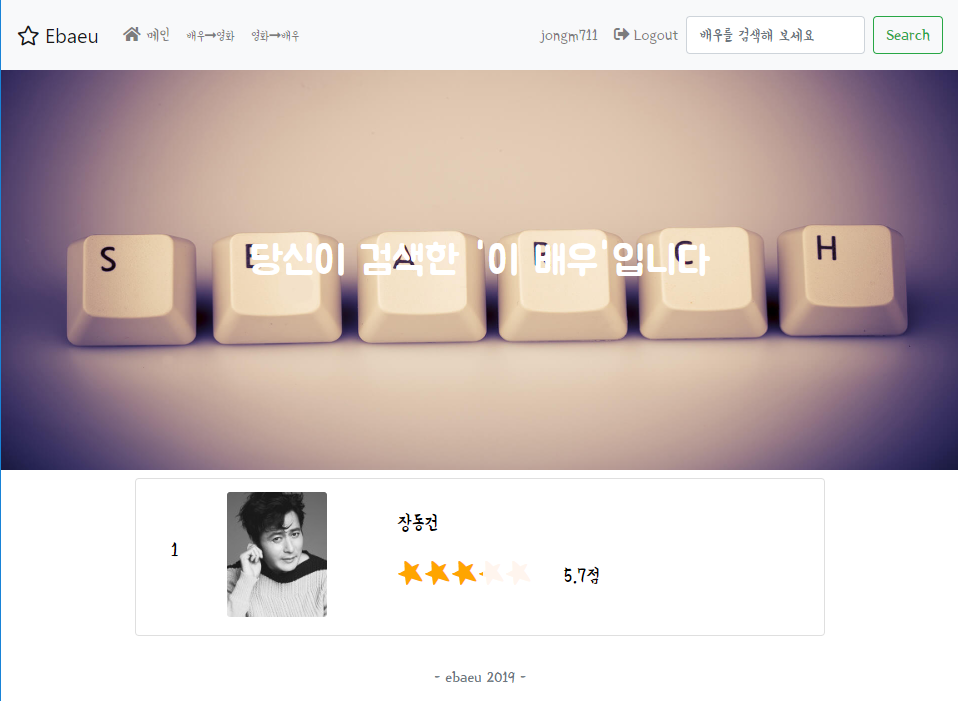 Ebaeu 메인 배우→영화 영화→배우 jongm711 Logout 배우를 검색해 보세요 Search
S E A R C H
당신이 검색한 '이 배우'입니다
장동건
1
5.7점
- ebaeu 2019 -